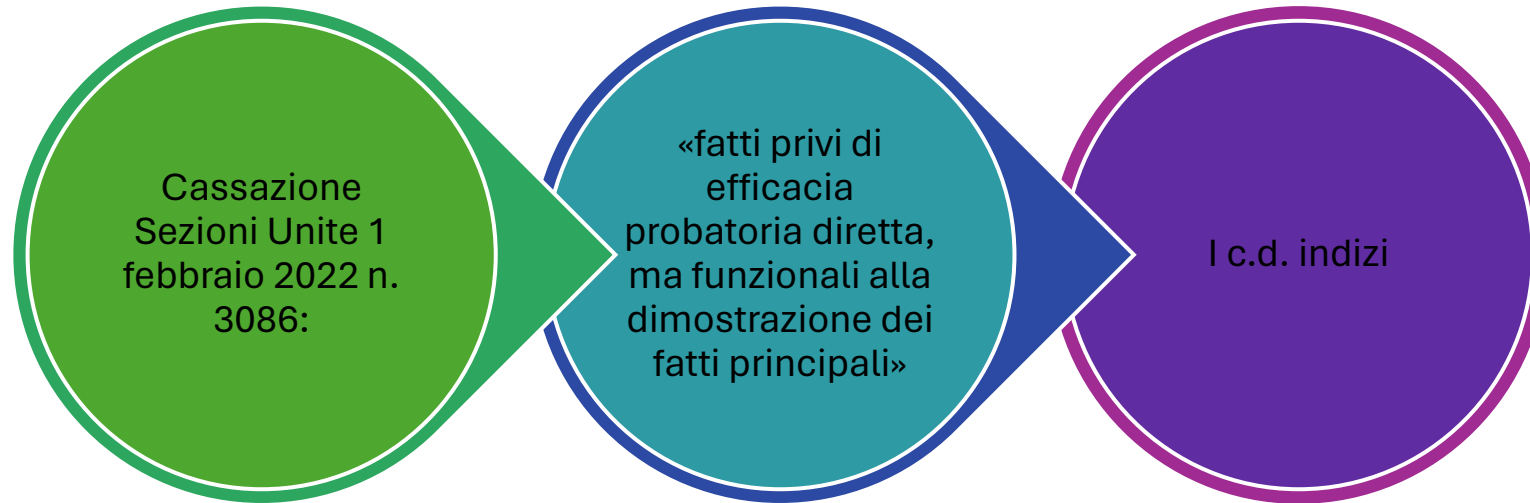 Cassazione
Sezioni Unite 1
febbraio 2022 n.
3086:
«fatti privi di
efficacia
probatoria diretta,
ma funzionali alla
dimostrazione dei
fatti principali»
I c.d. indizi